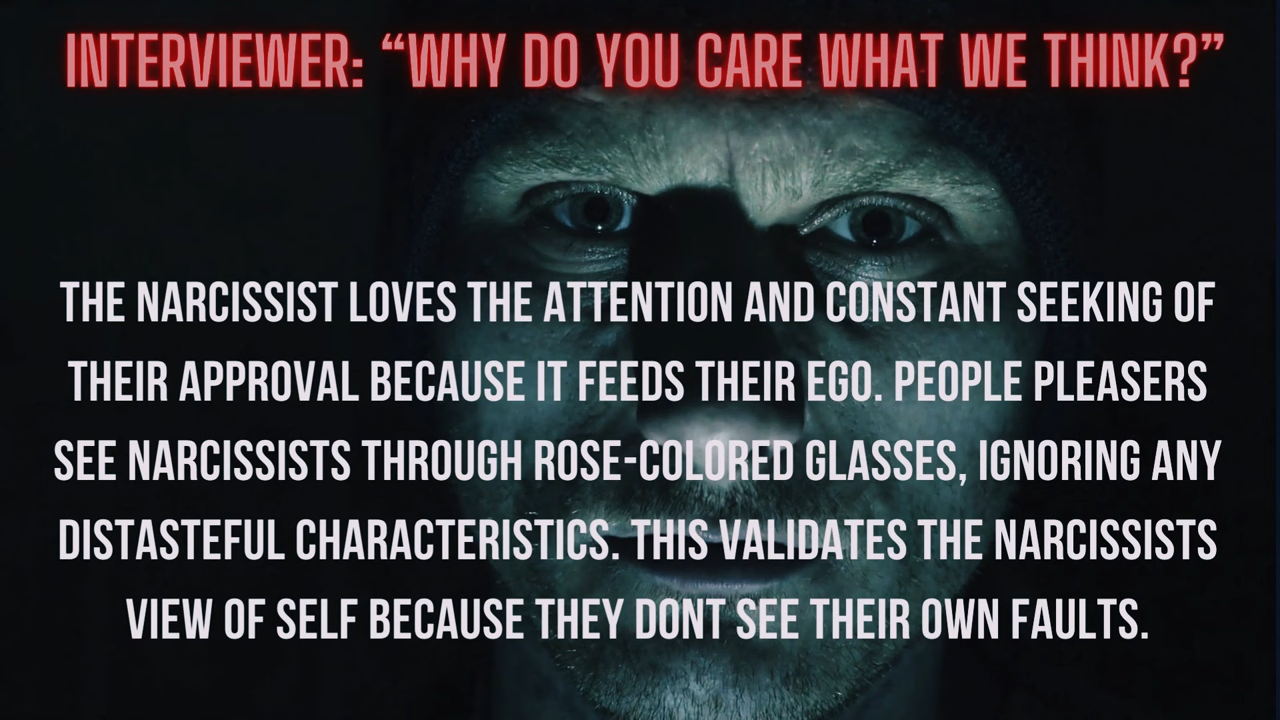 INTERVIEWER: “WHY DO YOU CARE WHAT WE THINK?”
THE NARCISSIST LOVES THE ATTENTION AND CONSTANT SEEKING OF
THEIR APPROVAL BECAUSE IT FEEDS THEIR EGO. PEOPLE PLEASERS
SEE NARCISSISTS THROUGH ROSE-COLORED GLASSES, IGNORING ANY
DISTASTEFUL CHARACTERISTICS. THIS VALIDATES THE NARCISSISTS
VIEW OF SELF BECAUSE THEY DONT SEE THEIR OWN FAULTS.